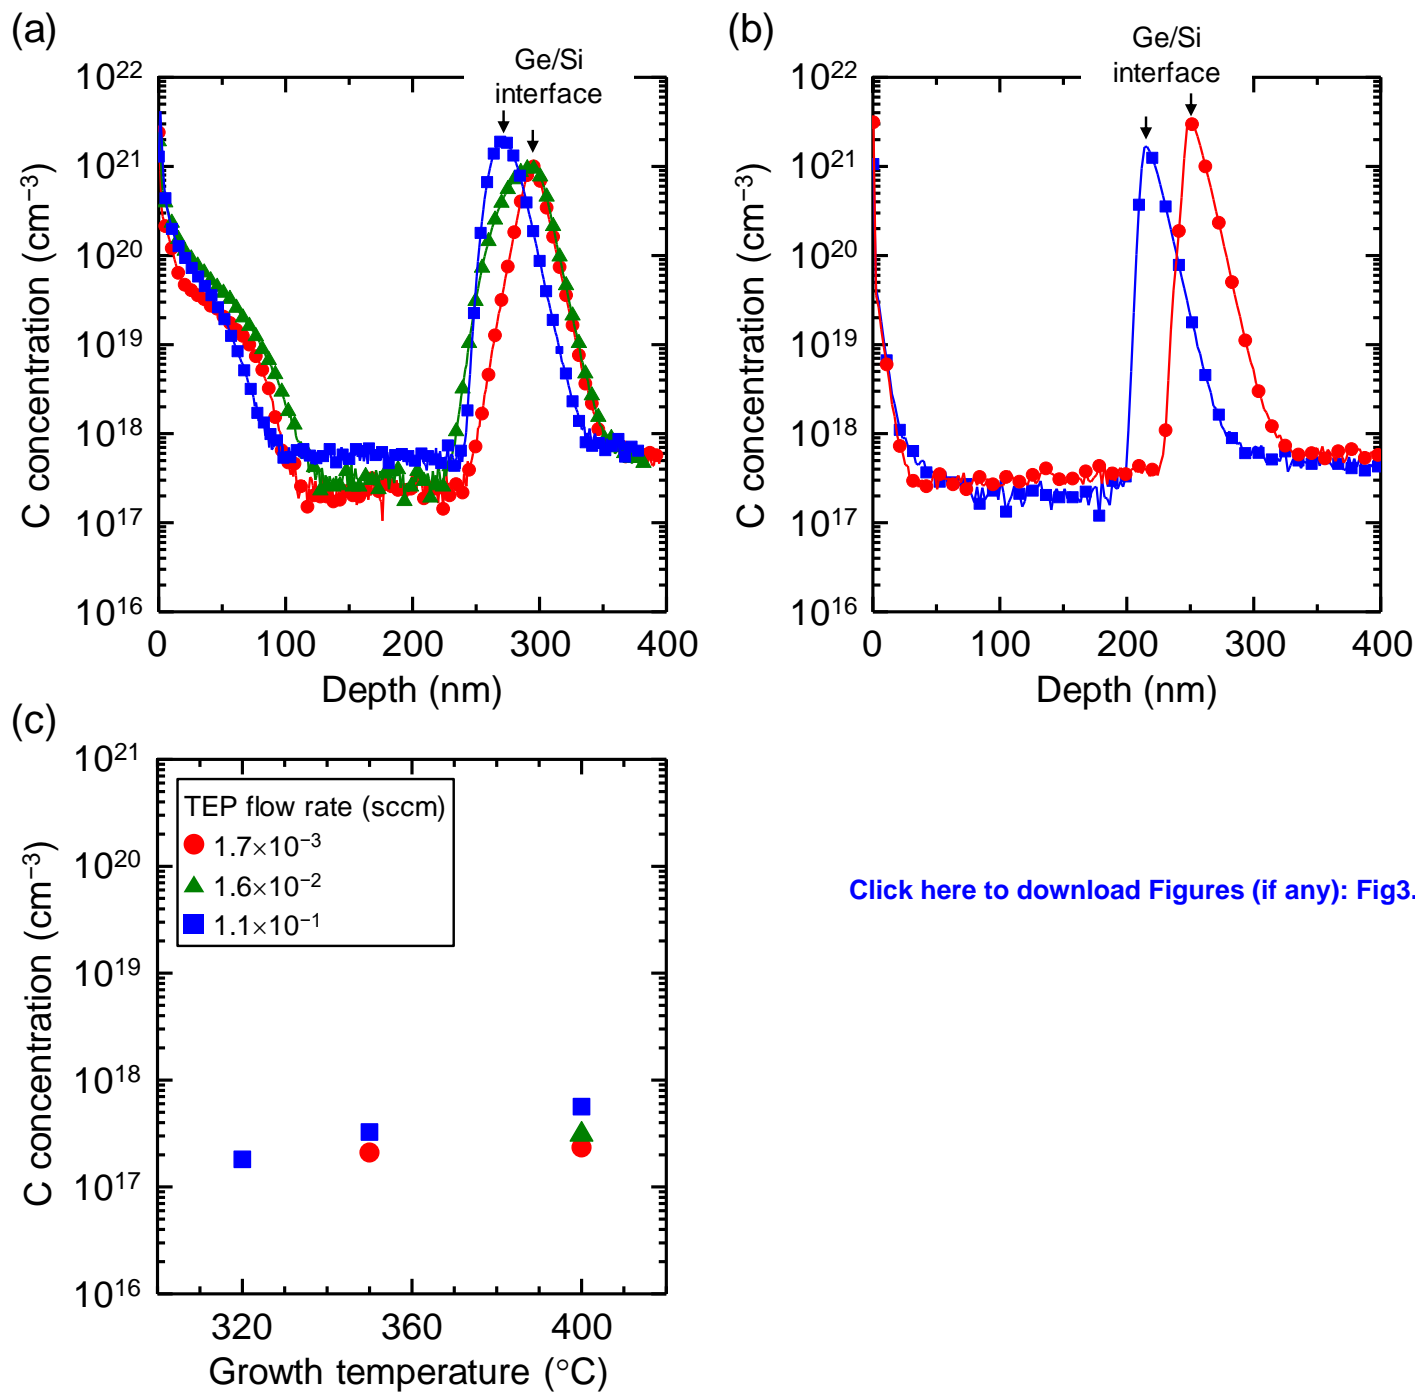 (a)
Ge/Si
interface
10²²
10²¹
10²⁰
10¹⁹
10¹⁸
10¹⁷
10¹⁶
C concentration (cm⁻³)
0 100 200 300 400
Depth (nm)
(b)
Ge/Si
interface
10²²
10²¹
10²⁰
10¹⁹
10¹⁸
10¹⁷
10¹⁶
C concentration (cm⁻³)
0 100 200 300 400
Depth (nm)
(c)
10²¹
10²⁰
10¹⁹
10¹⁸
10¹⁷
10¹⁶
C concentration (cm⁻³)
TEP flow rate (sccm)
1.7×10⁻³
1.6×10⁻²
1.1×10⁻¹
320 360 400
Growth temperature (°C)
Click here to download Figures (if any): Fig3.